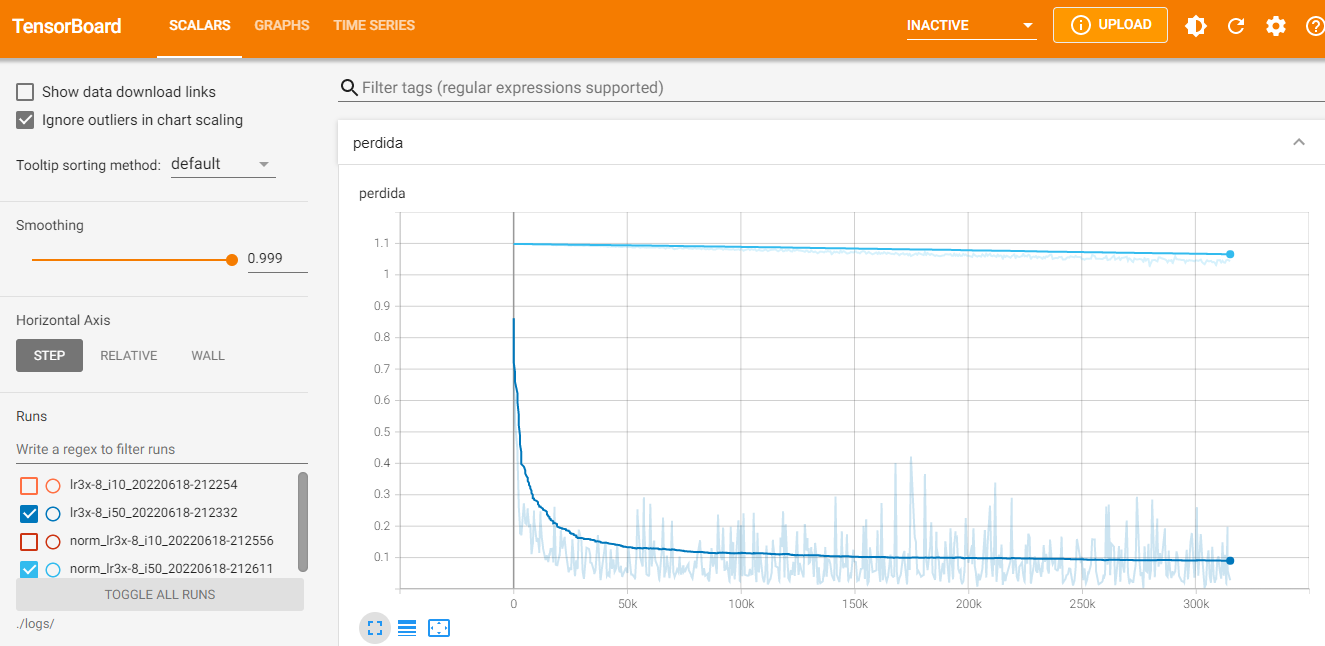 TensorBoard SCALARS GRAPHS TIME SERIES INACTIVE UPLOAD
Show data download links
Ignore outliers in chart scaling
Tooltip sorting method: default
Smoothing
0.999
Horizontal Axis
STEP RELATIVE WALL
Runs
Write a regex to filter runs
lr3x-8_i10_20220618-212254
lr3x-8_i50_20220618-212332
norm_lr3x-8_i10_20220618-212556
norm_lr3x-8_i50_20220618-212611
TOGGLE ALL RUNS
./logs/
Filter tags (regular expressions supported)
perdida
perdida
1.1
1
0.9
0.8
0.7
0.6
0.5
0.4
0.3
0.2
0.1
0 50k 100k 150k 200k 250k 300k